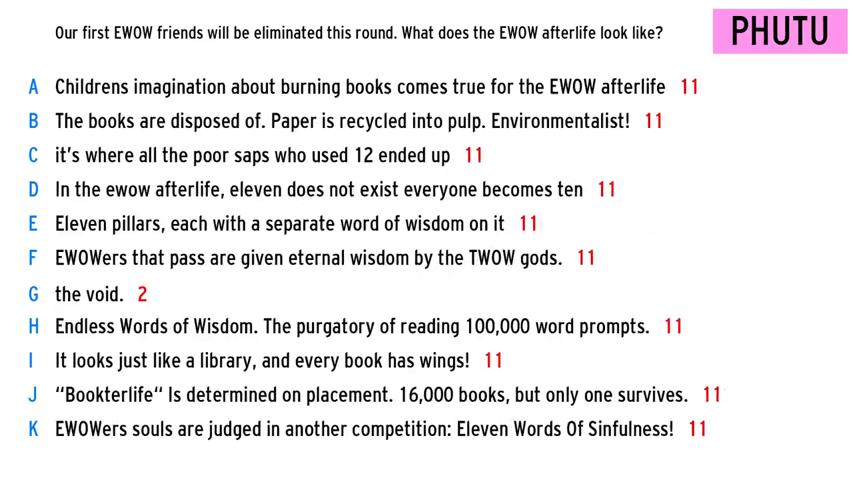 Our first EWOW friends will be eliminated this round. What does the EWOW afterlife look like?
PHUTU
A Childrens imagination about burning books comes true for the EWOW afterlife 11
B The books are disposed of. Paper is recycled into pulp. Environmentalist! 11
C it's where all the poor saps who used 12 ended up 11
D In the ewow afterlife, eleven does not exist everyone becomes ten 11
E Eleven pillars, each with a separate word of wisdom on it 11
F EWOWers that pass are given eternal wisdom by the TWOW gods. 11
G the void. 2
H Endless Words of Wisdom. The purgatory of reading 100,000 word prompts. 11
I It looks just like a library, and every book has wings! 11
J “Bookterlife“ Is determined on placement. 16,000 books, but only one survives. 11
K EWOWers souls are judged in another competition: Eleven Words Of Sinfulness! 11